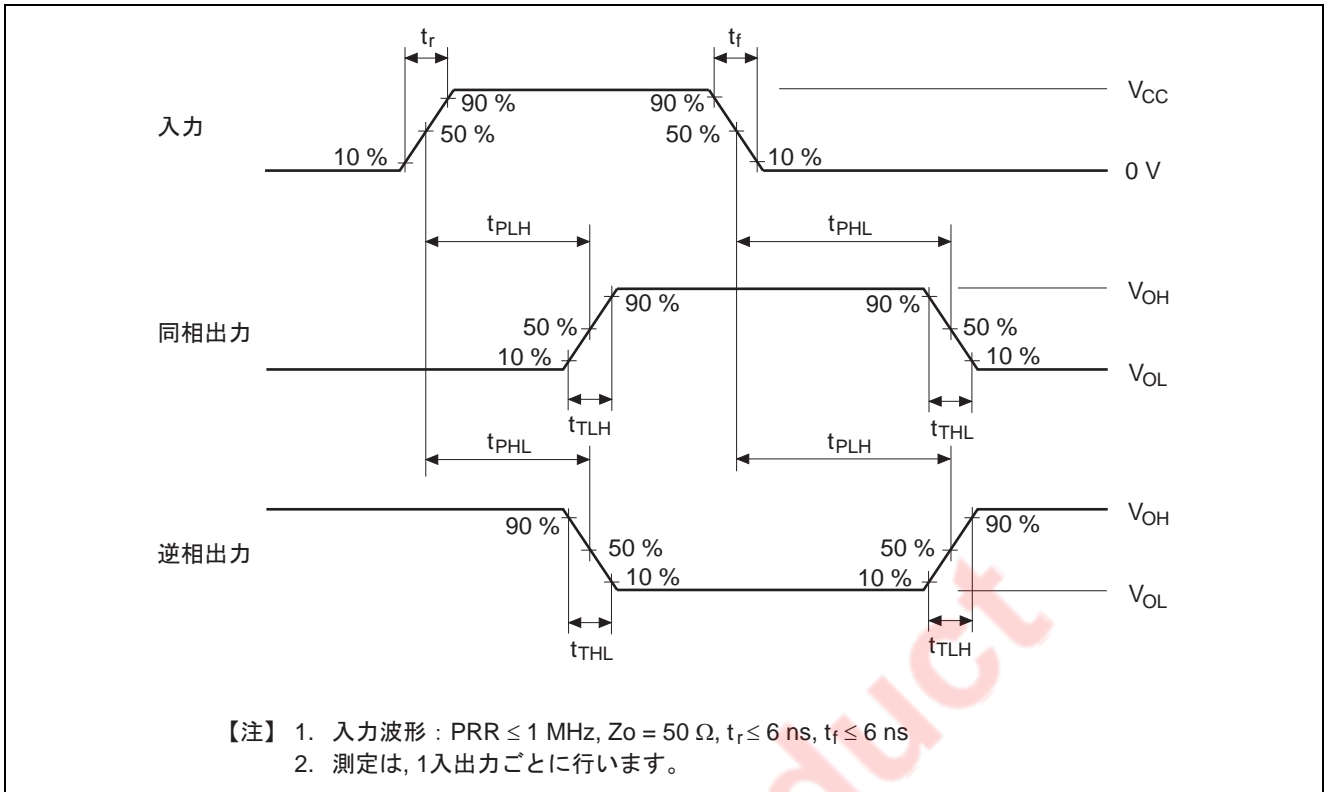 tr
tf
90 %
90 %
VCC
入力
50 %
50 %
10 %
10 %
0 V
tPLH
tPHL
90 %
90 %
VOH
同相出力
50 %
50 %
10 %
10 %
VOL
tTLH
tTHL
tPHL
tPLH
90 %
90 %
VOH
逆相出力
50 %
50 %
10 %
10 %
VOL
tTHL
tTLH
【注】 1. 入力波形：PRR ≤ 1 MHz, Zo = 50 Ω, tr ≤ 6 ns, tf ≤ 6 ns
2. 測定は, 1入出力ごとに行います。
duct